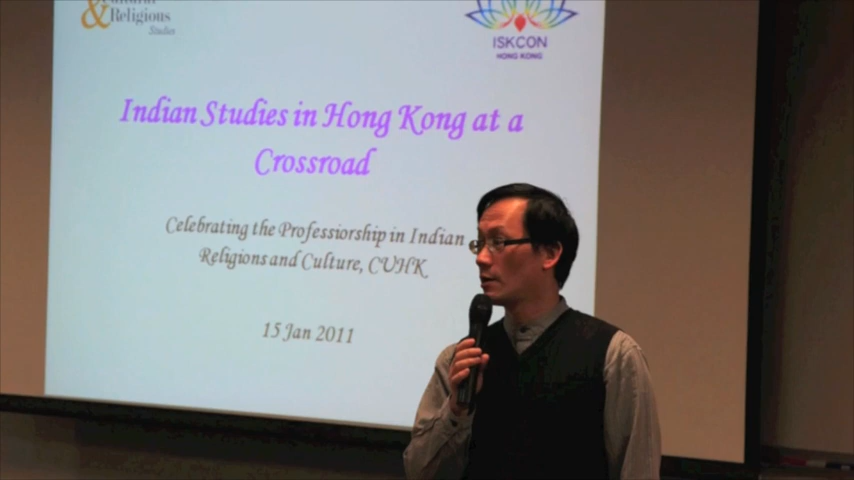 & Religious
Studies
ISKCON
HONG KONG
Indian Studies in Hong Kong at a
Crossroad
Celebrating the Professiorship in Indian
Religions and Culture, CUHK
15 Jan 2011